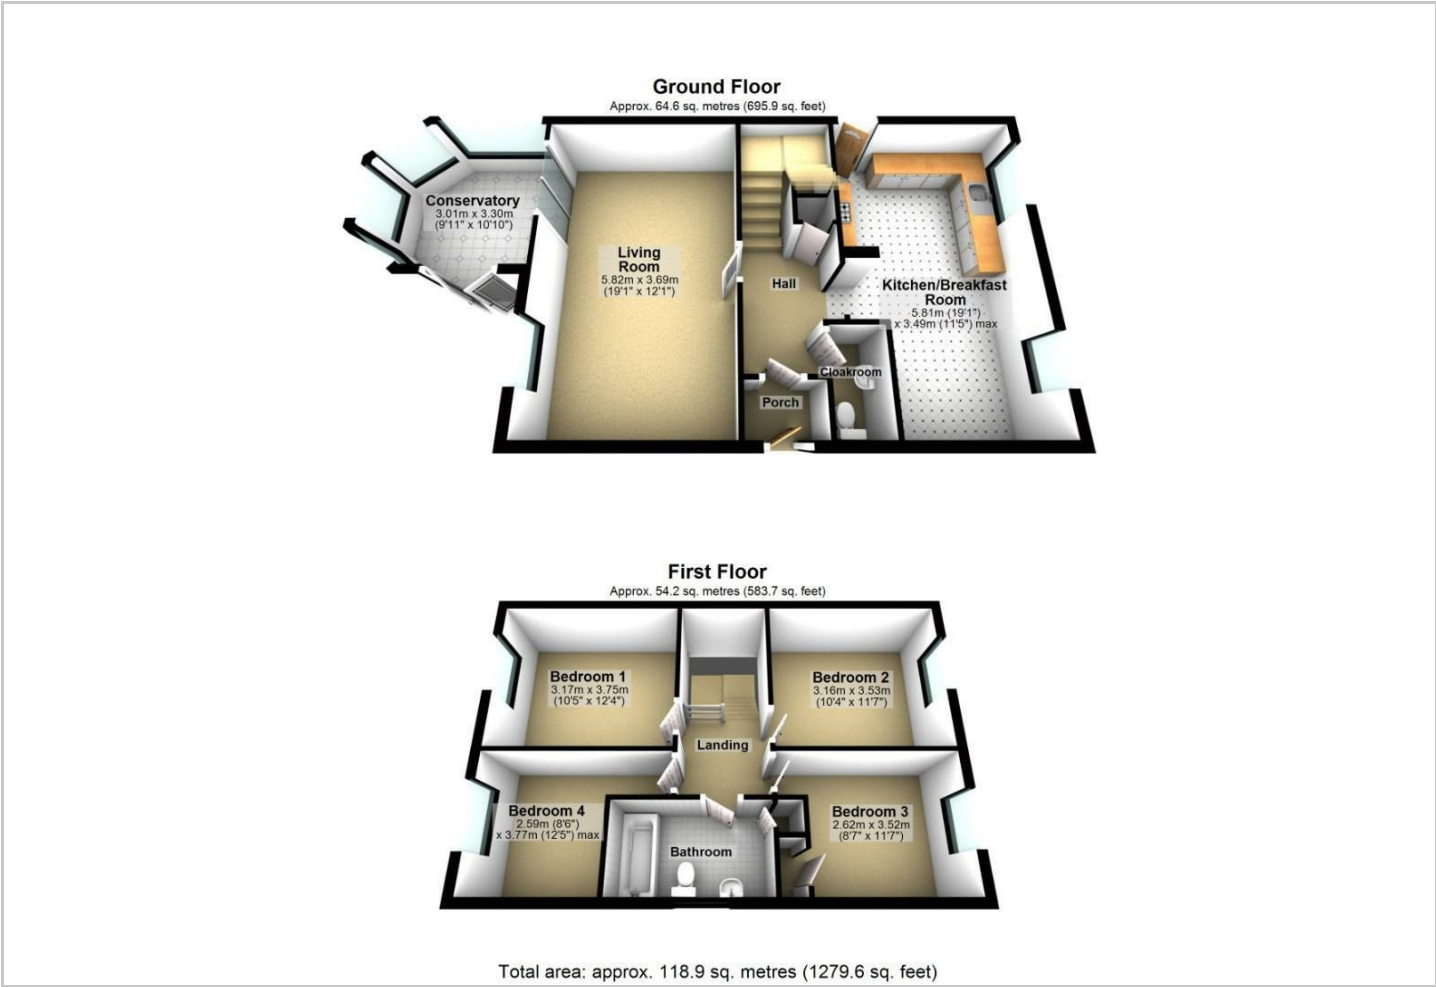 Ground Floor
Approx. 64.6 sq. metres (695.9 sq. feet)
Conservatory
3.01m x 3.30m
(9'11" x 10'10")
Living
Room
5.82m x 3.69m
(19'1" x 12'1")
Hall
Kitchen/Breakfast
Room
5.81m (19'1")
x 3.49m (11'5") max
Cloakroom
Porch
First Floor
Approx. 54.2 sq. metres (583.7 sq. feet)
Bedroom 1
3.17m x 3.75m
(10'5" x 12'4")
Bedroom 2
3.16m x 3.53m
(10'4" x 11'7")
Landing
Bedroom 4
2.59m (8'6")
x 3.77m (12'5") max
Bedroom 3
2.62m x 3.52m
(8'7" x 11'7")
Bathroom
Total area: approx. 118.9 sq. metres (1279.6 sq. feet)